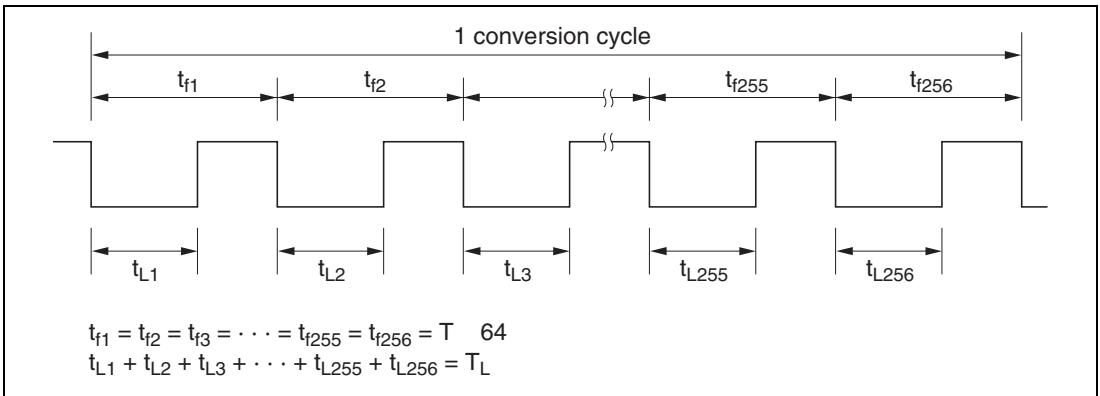 1 conversion cycle
tf1 tf2 tf255 tf256
tL1 tL2 tL3 tL255 tL256
tf1 = tf2 = tf3 = · · · = tf255 = tf256 = T 64
tL1 + tL2 + tL3 + · · · + tL255 + tL256 = TL